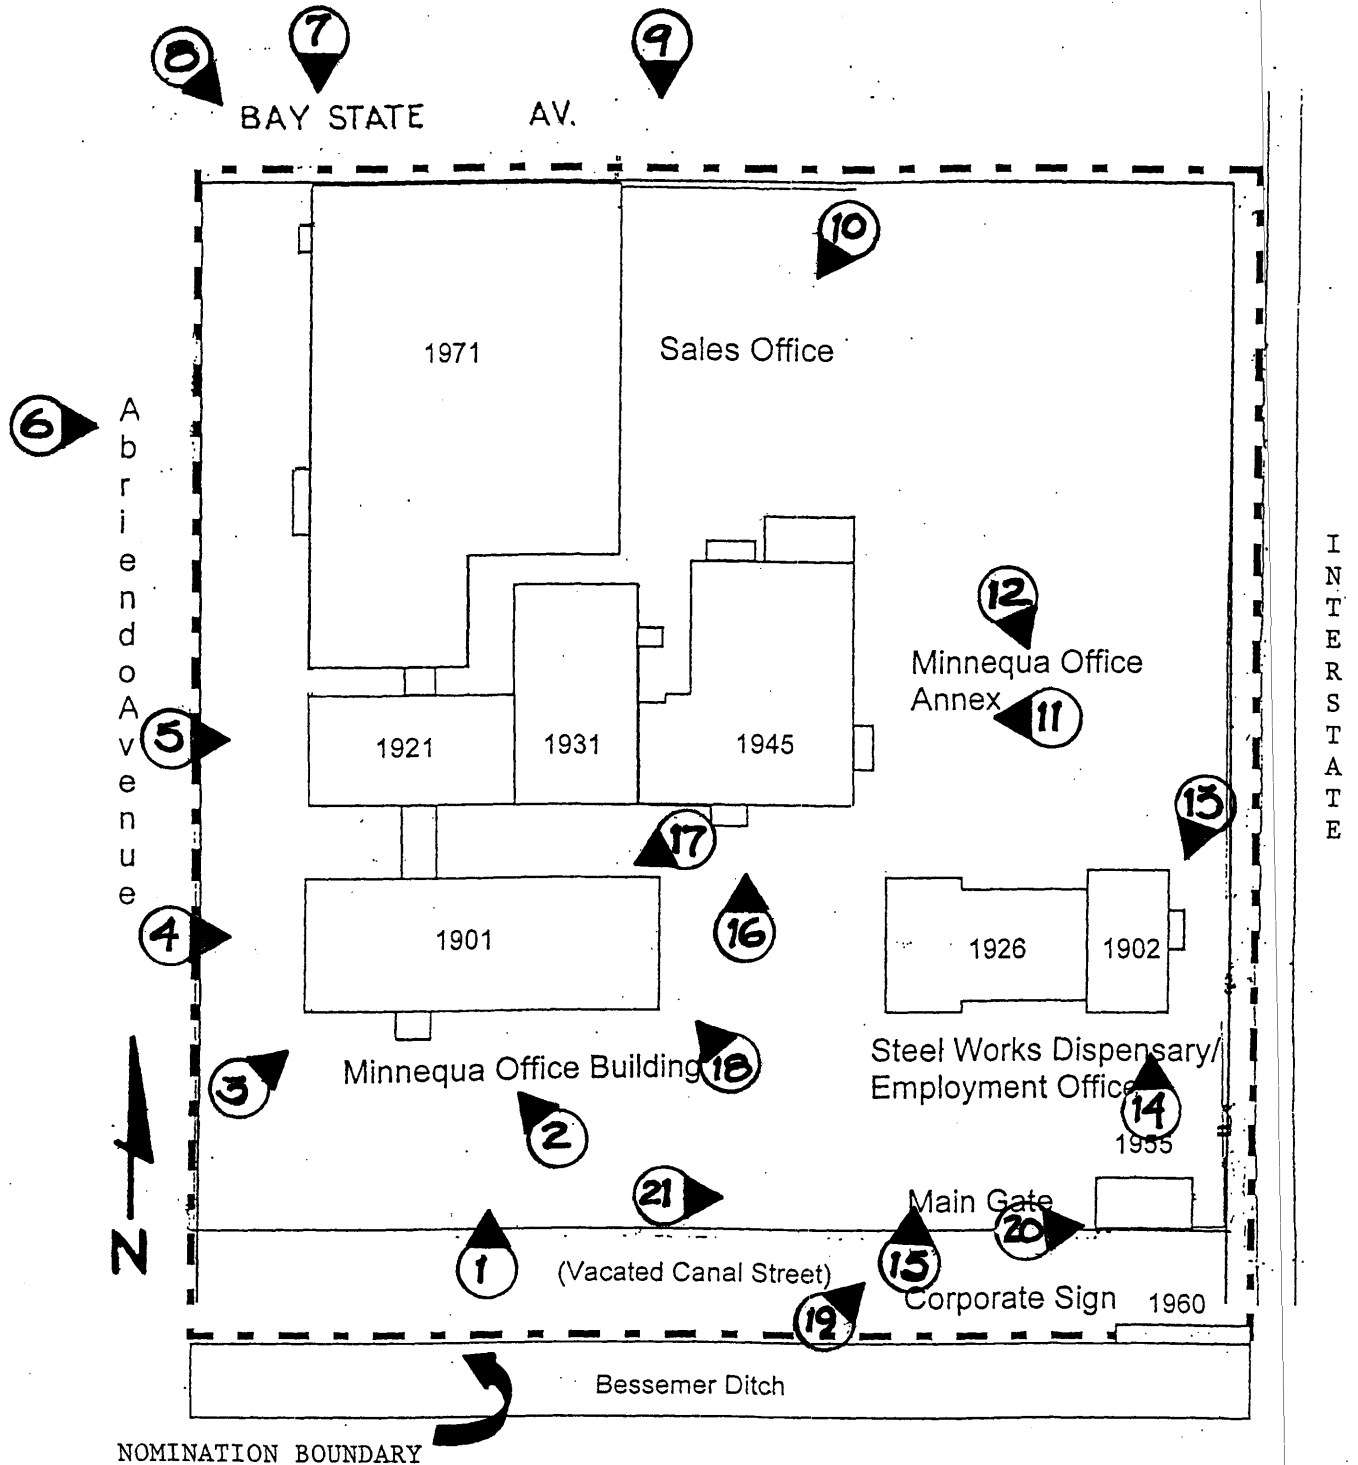 8
7
9
BAY STATE AV.
10
1971
Sales Office
6
Abriendo Avenue
INTERSTATE
12
Minnequa Office
Annex
11
5
1921
1931
1945
13
17
4
1901
16
1926
1902
3
Minnequa Office Building
18
Steel Works Dispensary/
Employment Office
14
2
1955
21
Main Gate
20
N
1
(Vacated Canal Street)
15
Corporate Sign
1960
19
Bessemer Ditch
NOMINATION BOUNDARY